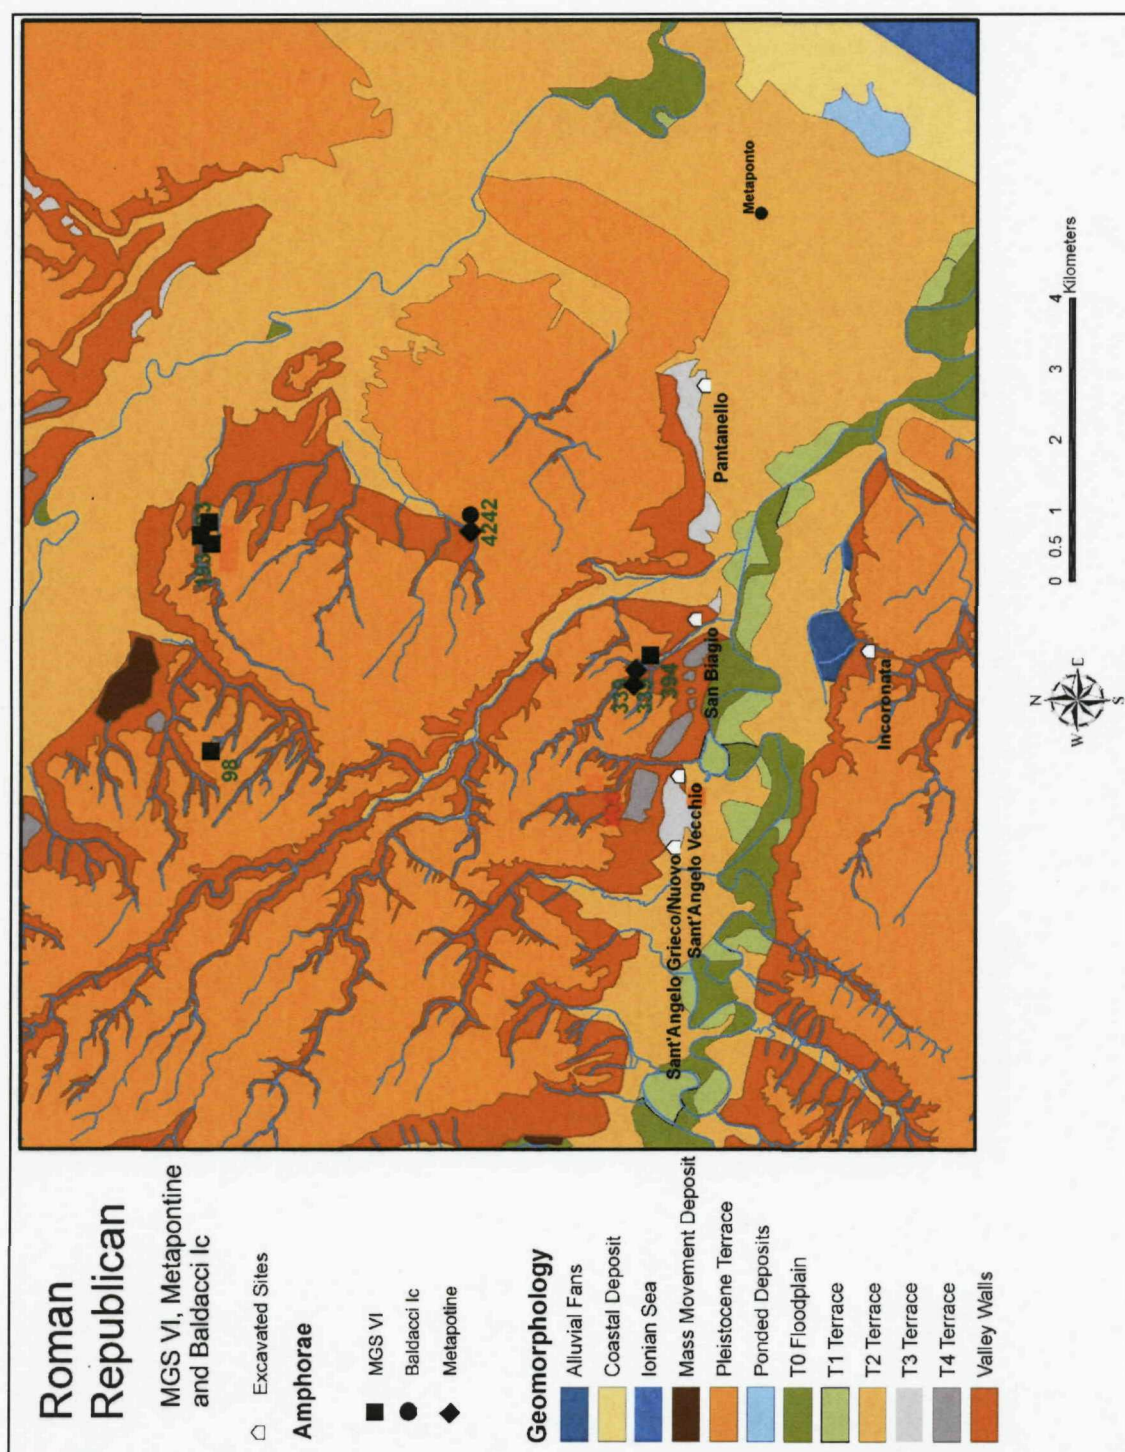 Roman
Republican
MGS VI, Metapontine
and Baldacci Ic
Excavated Sites
Amphorae
MGS VI
Baldacci Ic
Metapotine
Geomorphology
Alluvial Fans
Coastal Deposit
Ionian Sea
Mass Movement Deposit
Pleistocene Terrace
Ponded Deposits
T0 Floodplain
T1 Terrace
T2 Terrace
T3 Terrace
T4 Terrace
Valley Walls
98
4242
394
Metaponto
Pantanello
San Biagio
Incoronata
Sant'Angelo Grieco/Nuovo
Sant'Angelo Vecchio
0 0.5 1 2 3 4
Kilometers
N
W E
S